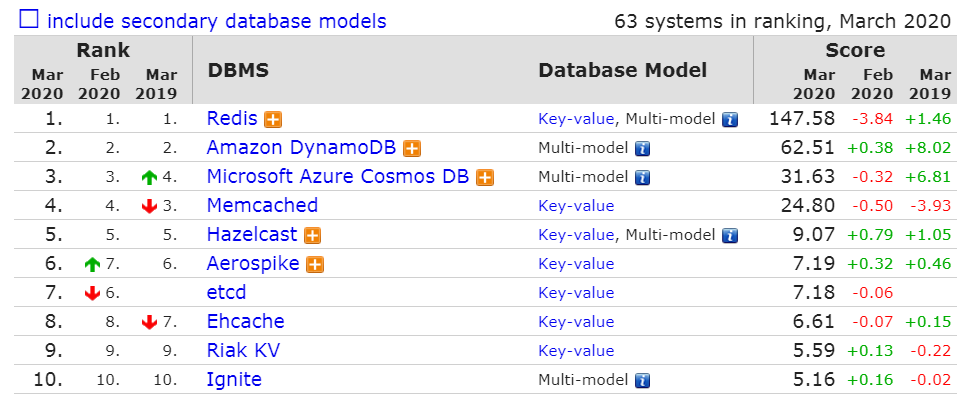 include secondary database models 63 systems in ranking, March 2020
Rank DBMS Database Model Score
Mar 2020 Feb 2020 Mar 2019 Mar 2020 Feb 2020 Mar 2019
1. 1. 1. Redis Key-value, Multi-model 147.58 -3.84 +1.46
2. 2. 2. Amazon DynamoDB Multi-model 62.51 +0.38 +8.02
3. 3. 4. Microsoft Azure Cosmos DB Multi-model 31.63 -0.32 +6.81
4. 4. 3. Memcached Key-value 24.80 -0.50 -3.93
5. 5. 5. Hazelcast Key-value, Multi-model 9.07 +0.79 +1.05
6. 7. 6. Aerospike Key-value 7.19 +0.32 +0.46
7. 6. etcd Key-value 7.18 -0.06
8. 8. 7. Ehcache Key-value 6.61 -0.07 +0.15
9. 9. 9. Riak KV Key-value 5.59 +0.13 -0.22
10. 10. 10. Ignite Multi-model 5.16 +0.16 -0.02